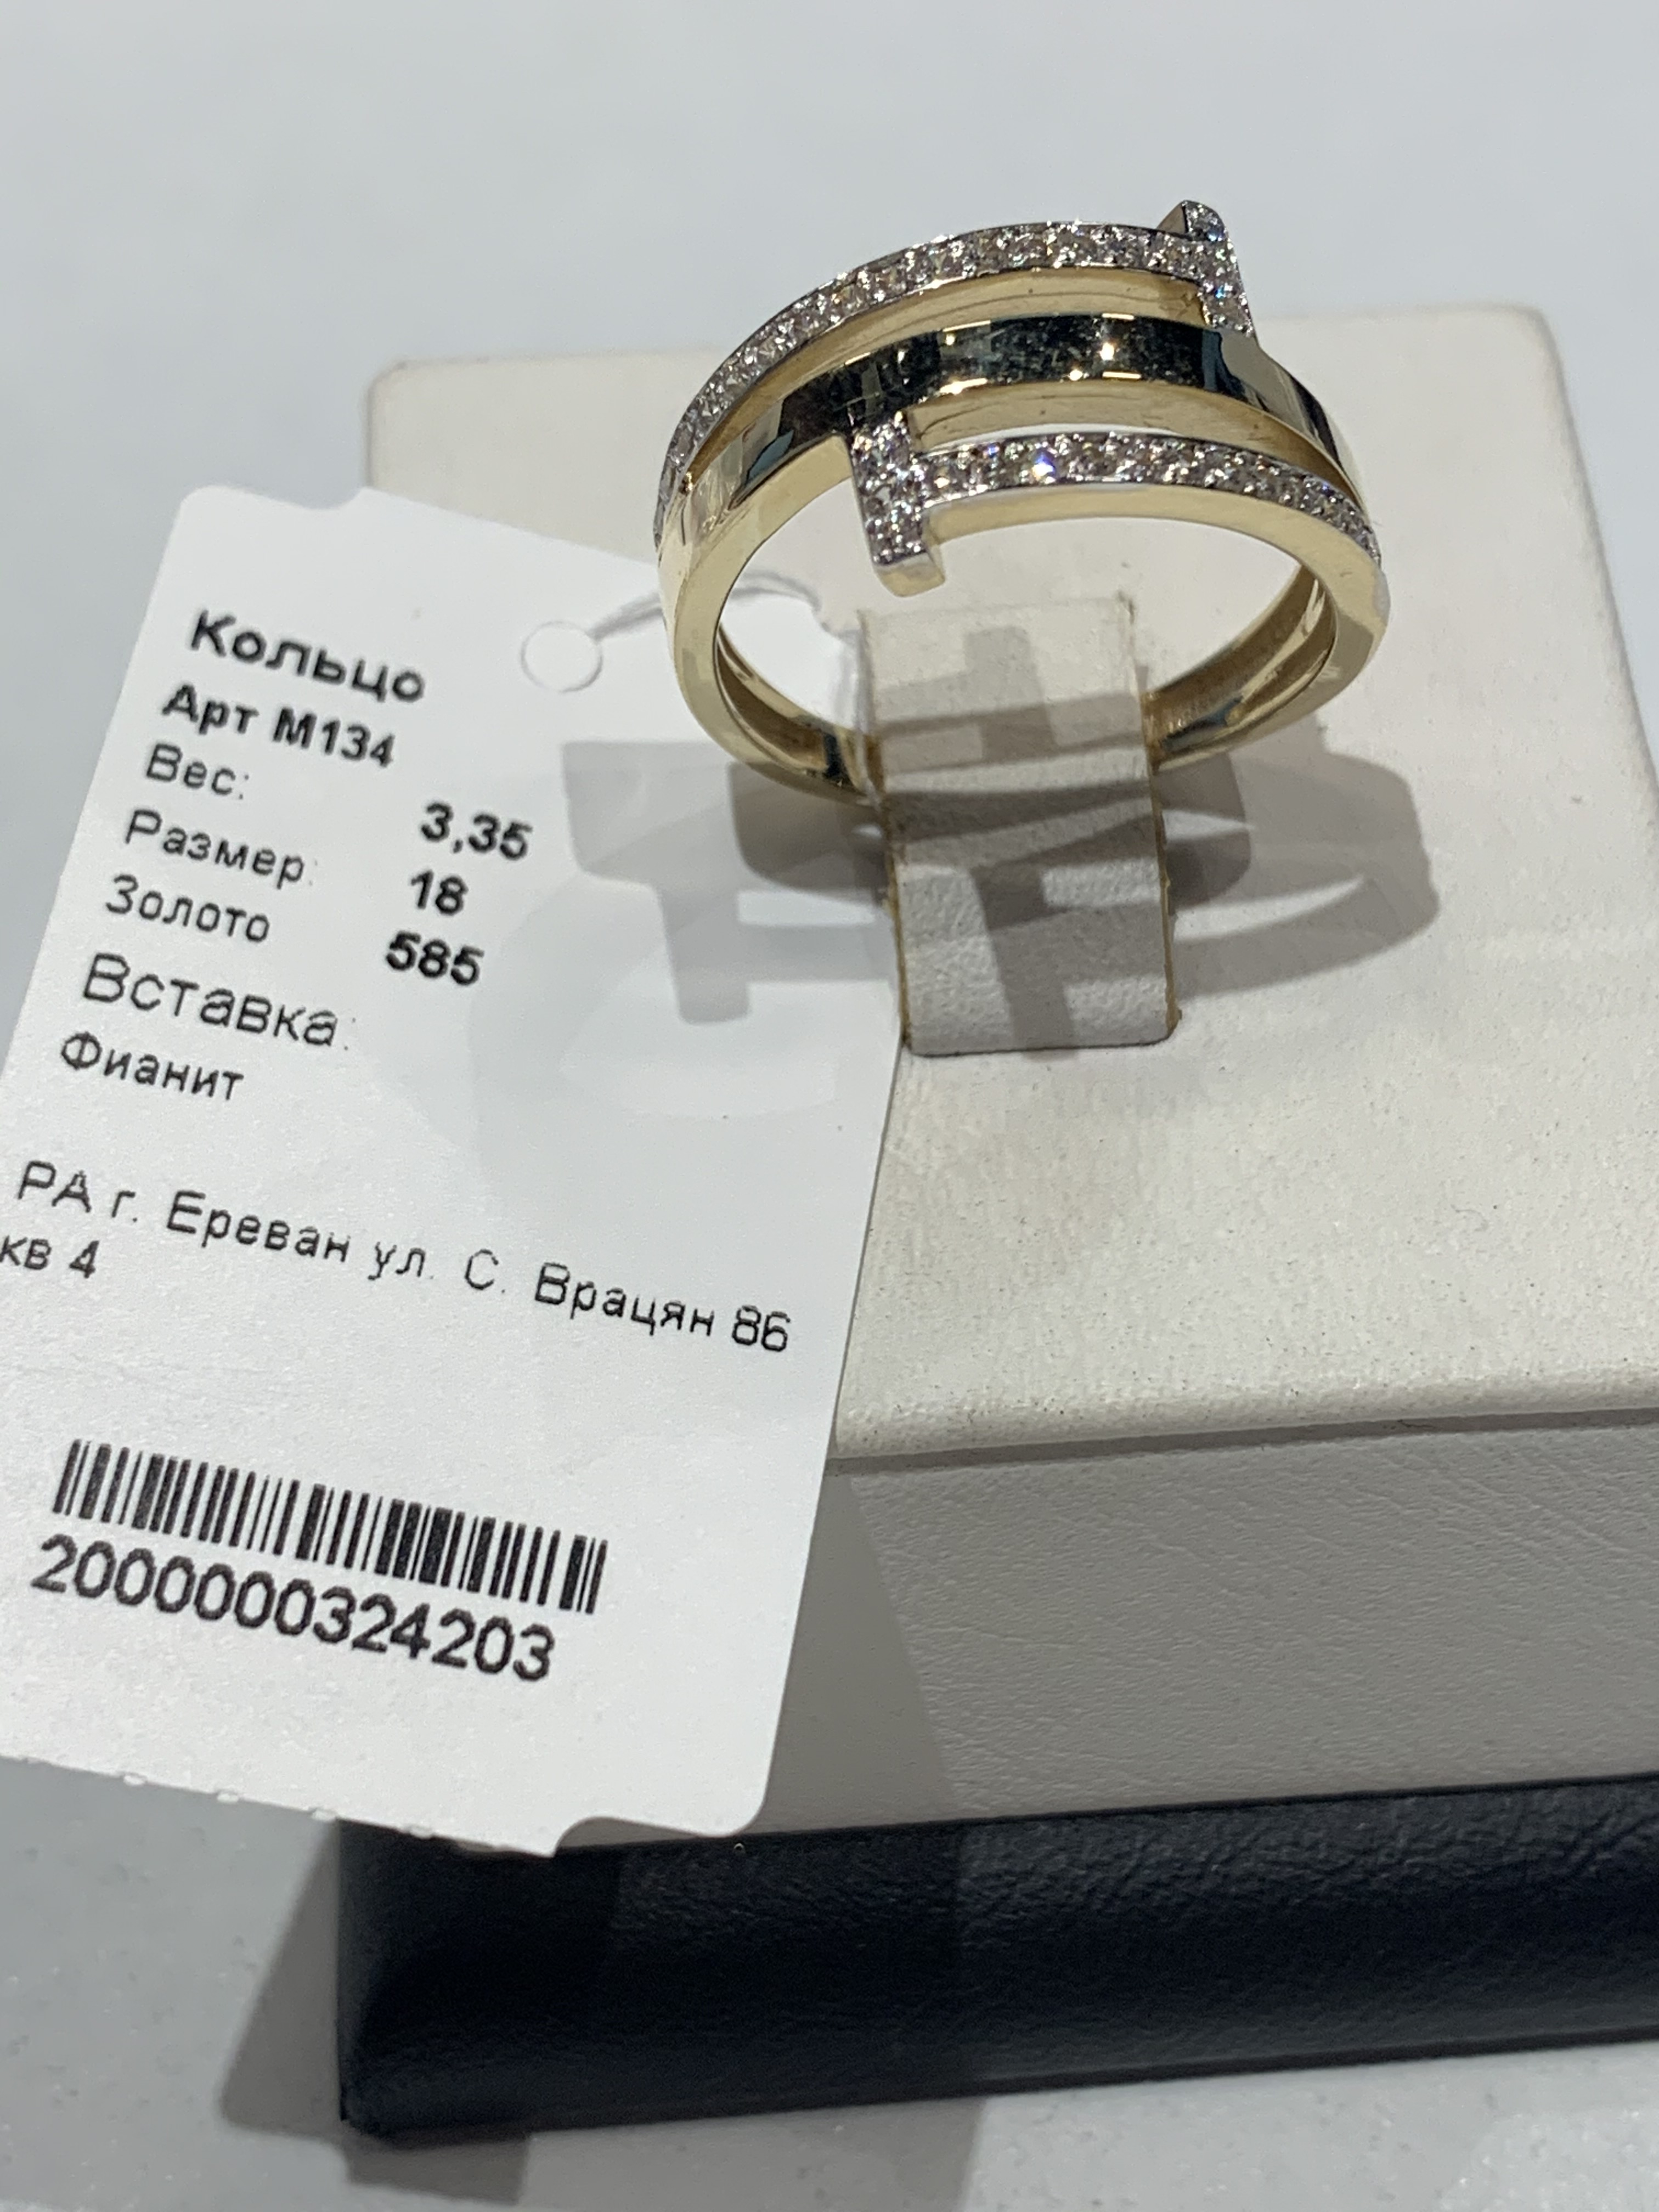 Кольцо
Арт М134
Вес: 3,35
Размер: 18
Золото 585
Вставка:
Фианит
РА г. Ереван ул. С. Врацян 86
кв 4
2000000324203